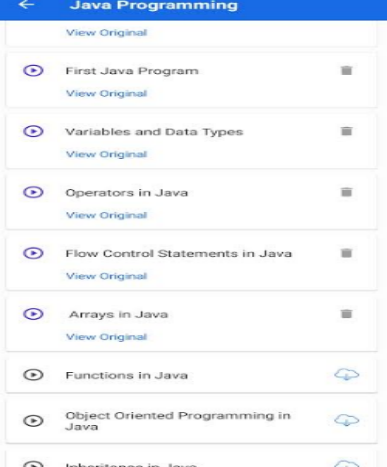 Java Programming
View Original
First Java Program
View Original
Variables and Data Types
View Original
Operators in Java
View Original
Flow Control Statements in Java
View Original
Arrays in Java
View Original
Functions in Java
Object Oriented Programming in
Java
Inheritance in Java